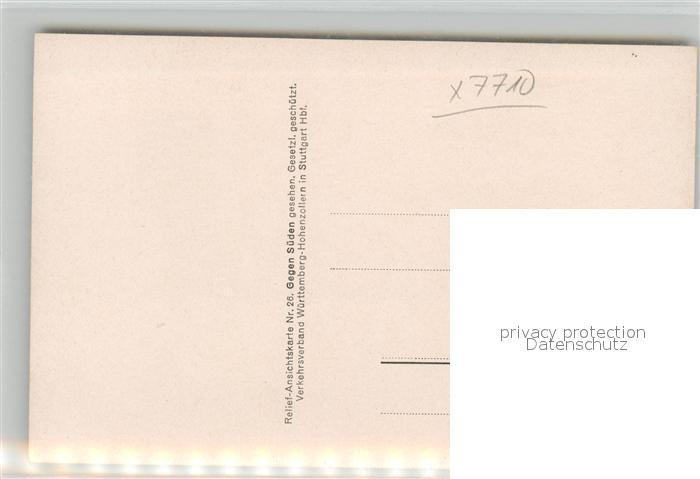 x7710
Relief-Ansichtskarte Nr. 26. Gegen Süden gesehen. Gesetzl. geschützt.
Verkehrsverband Württemberg-Hohenzollern in Stuttgart Hbf.
privacy protection
Datenschutz